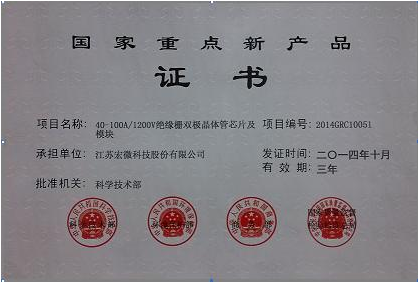 国家重点新产品
证书
项目名称: 40-100A/1200V绝缘栅双极晶体管芯片及模块 项目编号: 2014GRC10051
承担单位: 江苏宏微科技股份有限公司 发证时间: 二〇一四年十月
有效期: 三年
批准机关: 科学技术部